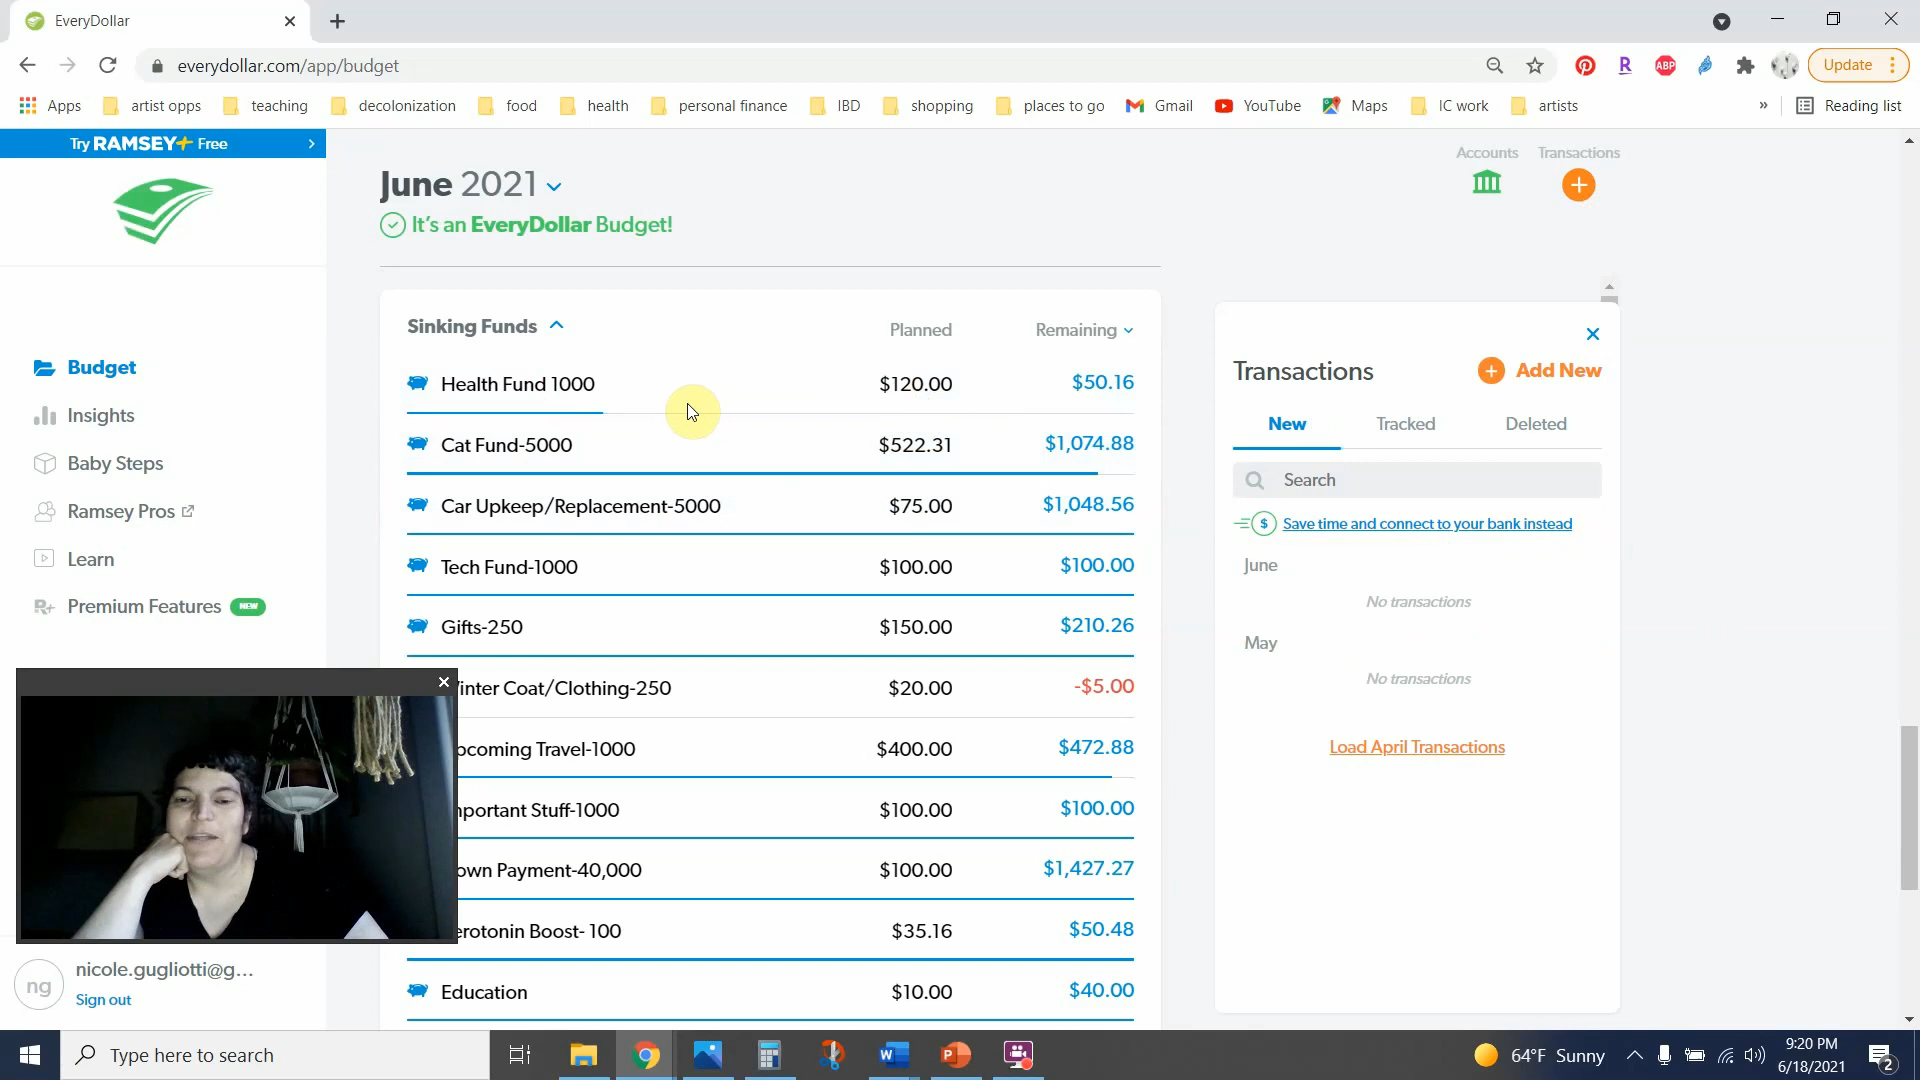 EveryDollar
everydollar.com/app/budget
Update
Apps
artist opps
teaching
decolonization
food
health
personal finance
IBD
shopping
places to go
Gmail
YouTube
Maps
IC work
artists
»
Reading list
Try RAMSEY+ Free
June 2021
It's an EveryDollar Budget!
Accounts
Transactions
Budget
Insights
Baby Steps
Ramsey Pros
Learn
Premium Features NEW
Sinking Funds Planned Remaining
Health Fund 1000 $120.00 $50.16
Cat Fund-5000 $522.31 $1,074.88
Car Upkeep/Replacement-5000 $75.00 $1,048.56
Tech Fund-1000 $100.00 $100.00
Gifts-250 $150.00 $210.26
inter Coat/Clothing-250 $20.00 -$5.00
pcoming Travel-1000 $400.00 $472.88
nportant Stuff-1000 $100.00 $100.00
own Payment-40,000 $100.00 $1,427.27
erotonin Boost- 100 $35.16 $50.48
Education $10.00 $40.00
Transactions
Add New
New Tracked Deleted
Search
Save time and connect to your bank instead
June
No transactions
May
No transactions
Load April Transactions
ng
nicole.gugliotti@g...
Sign out
Type here to search
64°F Sunny
9:20 PM
6/18/2021
2
ABP
R